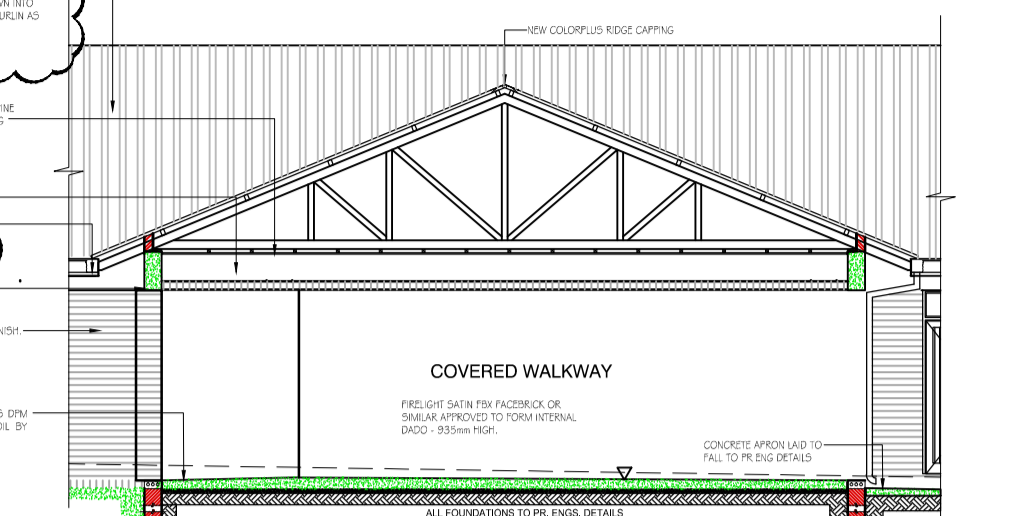 WN INTO
URLIN AS
NEW COLORPLUS RIDGE CAPPING
COVERED WALKWAY
FIRELIGHT SATIN FBX FACEBRICK OR
SIMILAR APPROVED TO FORM INTERNAL
DADO - 935mm HIGH.
CONCRETE APRON LAID TO
FALL TO PR.ENG DETAILS
DPM
OIL BY
ALL FOUNDATIONS TO PR. ENGS. DETAILS